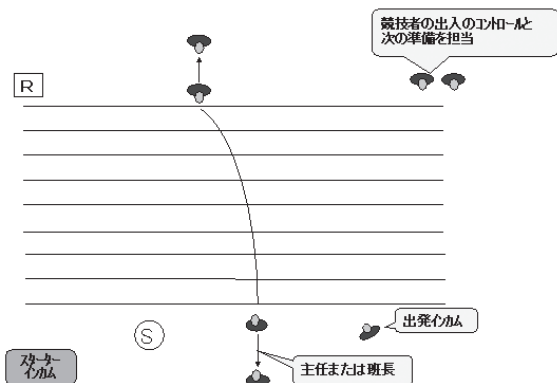 競技者の出入のコントロールと
次の準備を担当
R
S
出発インカム
スターター
インカム
主任または班長